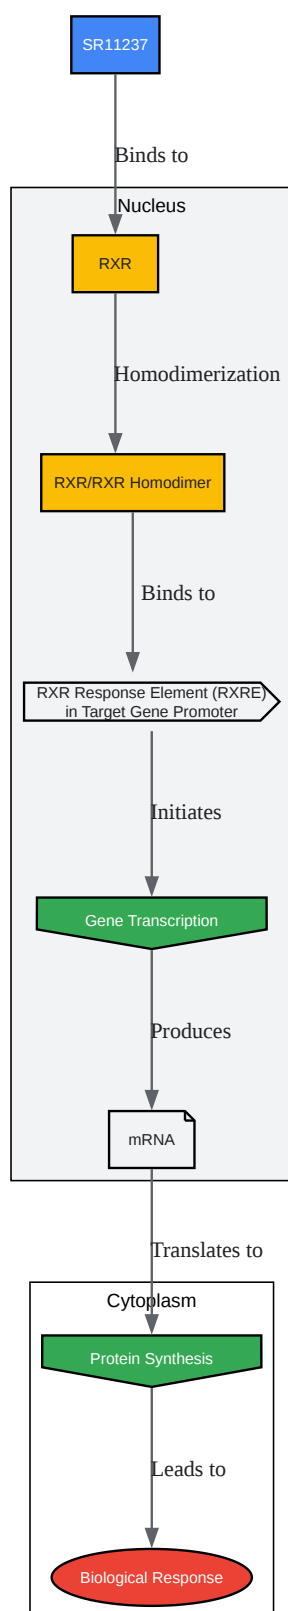 SR11237
Binds to
Nucleus
RXR
Homodimerization
RXR/RXR Homodimer
Binds to
RXR Response Element (RXRE)
in Target Gene Promoter
Initiates
Gene Transcription
Produces
mRNA
Translates to
Cytoplasm
Protein Synthesis
Leads to
Biological Response